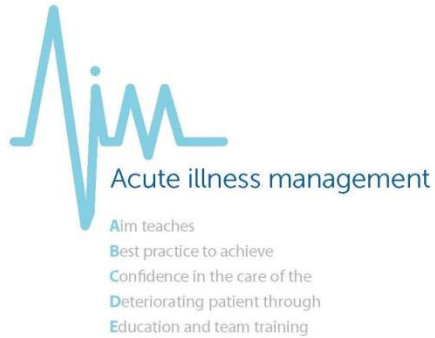 Aim
Acute illness management
Aim teaches
Best practice to achieve
Confidence in the care of the
Deteriorating patient through
Education and team training